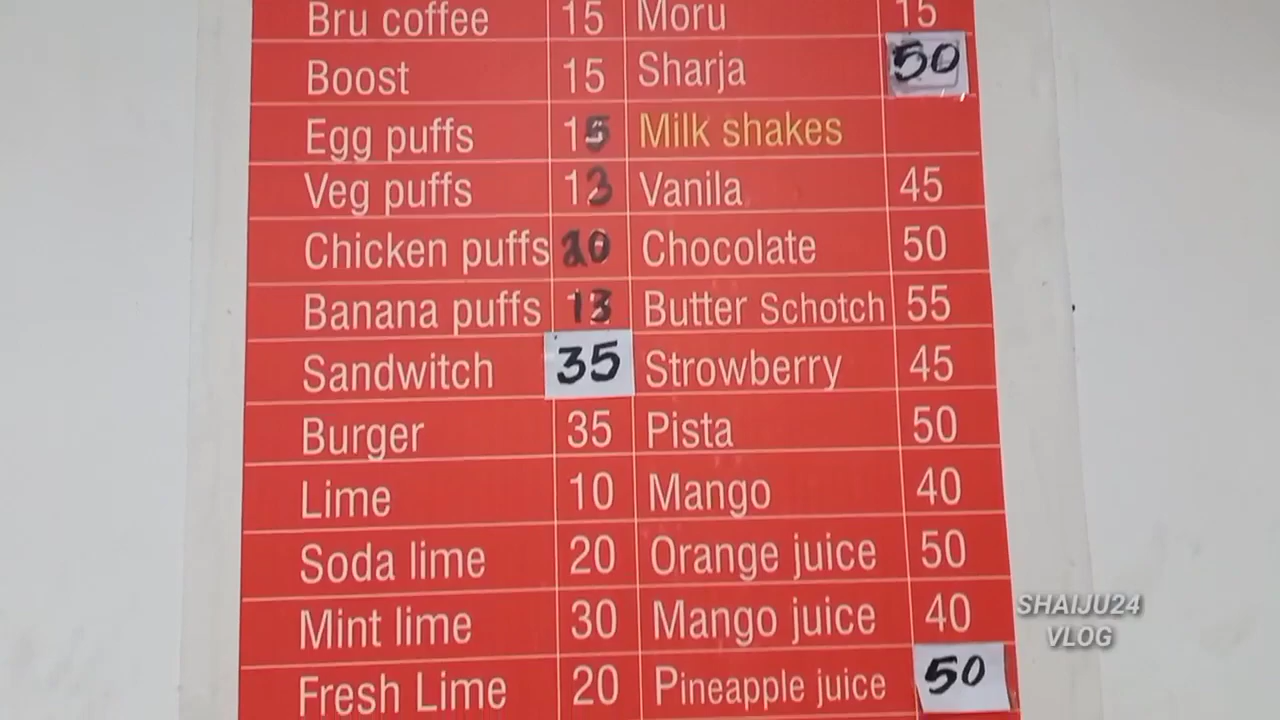 Bru coffee 15 Moru 15
Boost 15 Sharja 50
Egg puffs 15 Milk shakes
Veg puffs 13 Vanila 45
Chicken puffs 20 Chocolate 50
Banana puffs 13 Butter Schotch 55
Sandwitch 35 Strowberry 45
Burger 35 Pista 50
Lime 10 Mango 40
Soda lime 20 Orange juice 50
Mint lime 30 Mango juice 40
Fresh Lime 20 Pineapple juice 50
SHAIJU24
VLOG